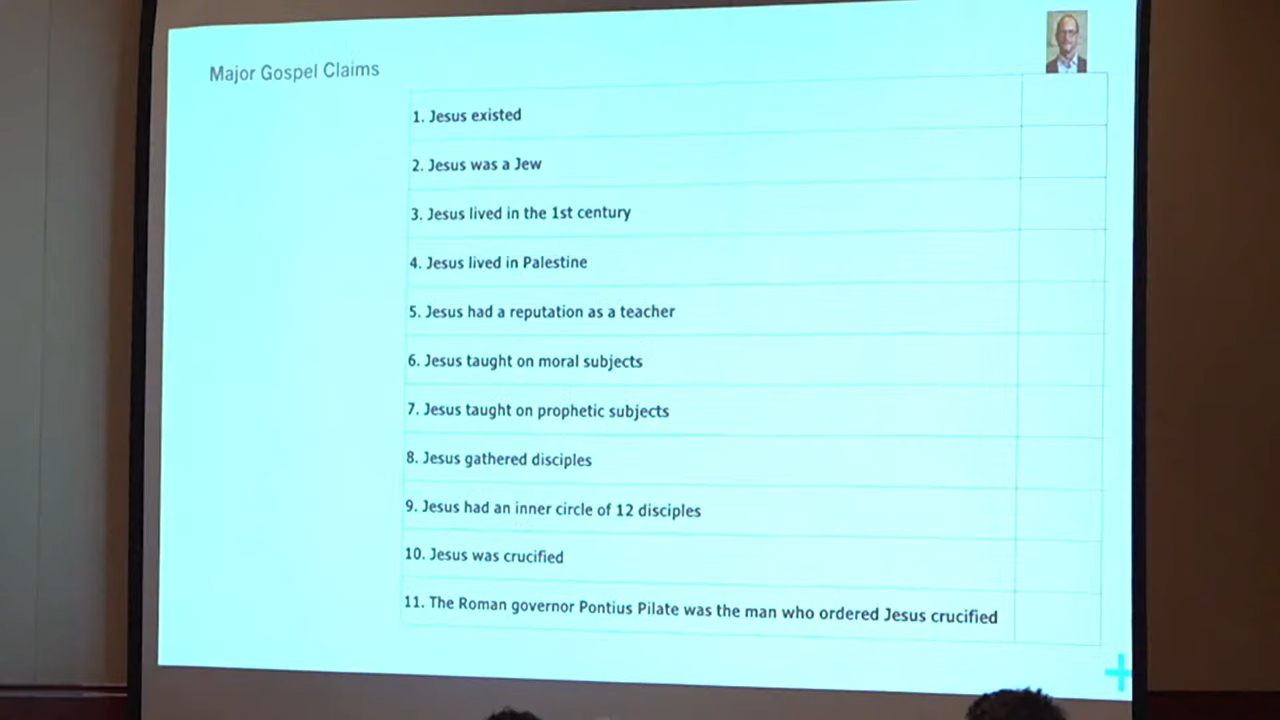 Major Gospel Claims
1. Jesus existed
2. Jesus was a Jew
3. Jesus lived in the 1st century
4. Jesus lived in Palestine
5. Jesus had a reputation as a teacher
6. Jesus taught on moral subjects
7. Jesus taught on prophetic subjects
8. Jesus gathered disciples
9. Jesus had an inner circle of 12 disciples
10. Jesus was crucified
11. The Roman governor Pontius Pilate was the man who ordered Jesus crucified